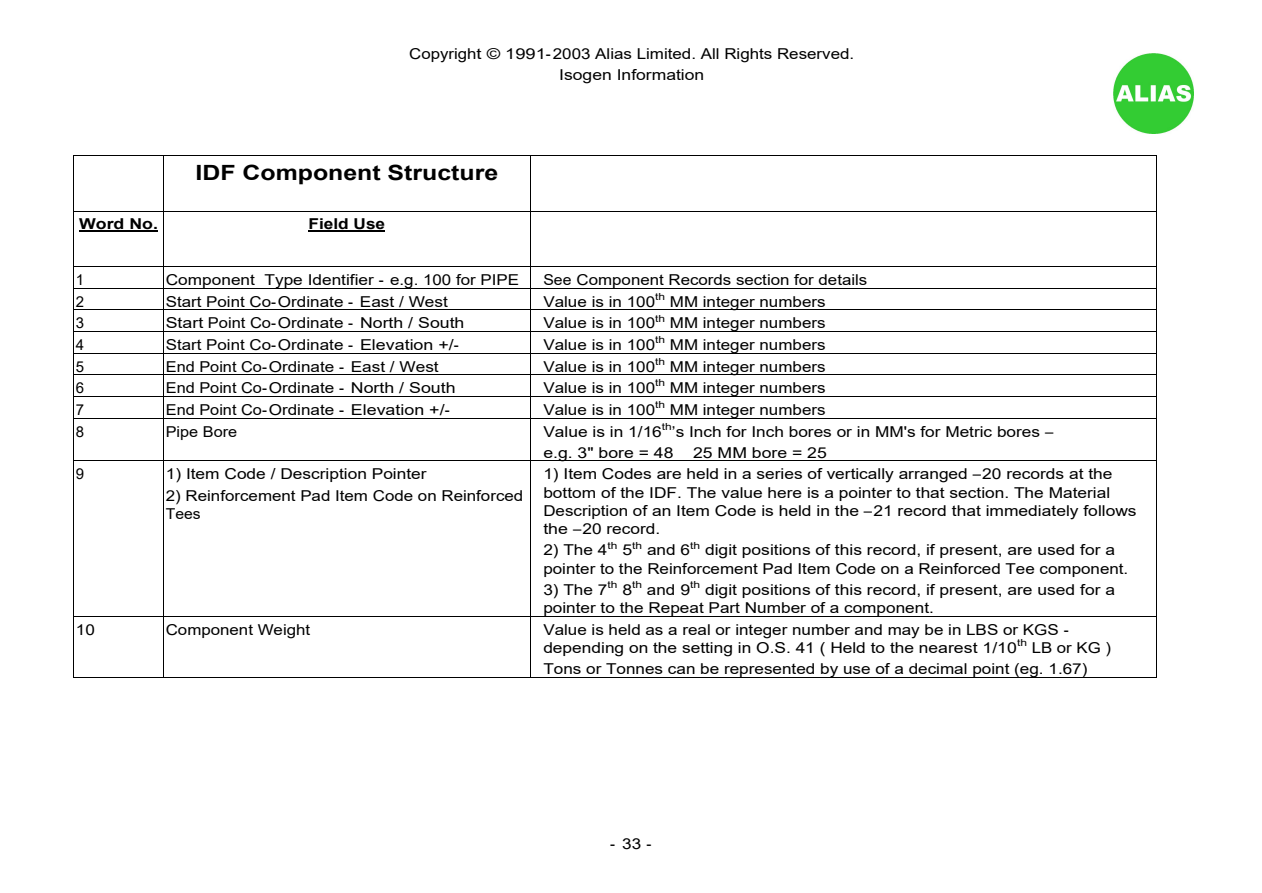 Copyright © 1991-2003 Alias Limited. All Rights Reserved.
Isogen Information
ALIAS
IDF Component Structure
Word No. Field Use
1 Component Type Identifier - e.g. 100 for PIPE See Component Records section for details
2 Start Point Co-Ordinate - East / West Value is in 100th MM integer numbers
3 Start Point Co-Ordinate - North / South Value is in 100th MM integer numbers
4 Start Point Co-Ordinate - Elevation +/- Value is in 100th MM integer numbers
5 End Point Co-Ordinate - East / West Value is in 100th MM integer numbers
6 End Point Co-Ordinate - North / South Value is in 100th MM integer numbers
7 End Point Co-Ordinate - Elevation +/- Value is in 100th MM integer numbers
8 Pipe Bore Value is in 1/16th's Inch for Inch bores or in MM's for Metric bores –
e.g. 3" bore = 48 25 MM bore = 25
9 1) Item Code / Description Pointer
2) Reinforcement Pad Item Code on Reinforced
Tees
1) Item Codes are held in a series of vertically arranged –20 records at the
bottom of the IDF. The value here is a pointer to that section. The Material
Description of an Item Code is held in the –21 record that immediately follows
the –20 record.
2) The 4th 5th and 6th digit positions of this record, if present, are used for a
pointer to the Reinforcement Pad Item Code on a Reinforced Tee component.
3) The 7th 8th and 9th digit positions of this record, if present, are used for a
pointer to the Repeat Part Number of a component.
10 Component Weight Value is held as a real or integer number and may be in LBS or KGS -
depending on the setting in O.S. 41 ( Held to the nearest 1/10th LB or KG )
Tons or Tonnes can be represented by use of a decimal point (eg. 1.67)
- 33 -